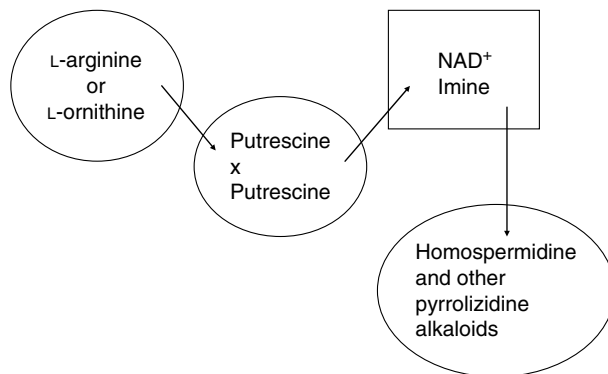 L-arginine
or
L-ornithine
Putrescine
x
Putrescine
NAD⁺
Imine
Homospermidine
and other
pyrrolizidine
alkaloids